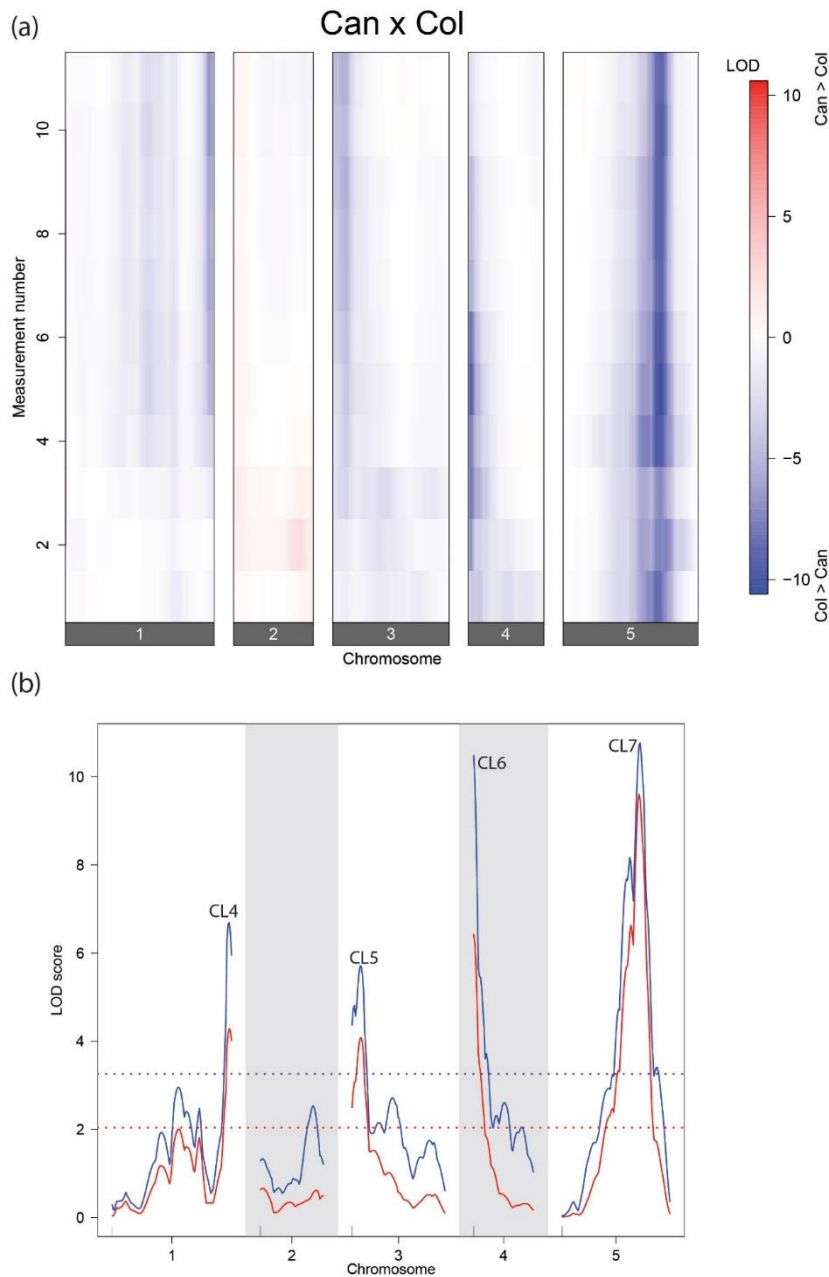 (a)
Can x Col
LOD
Can > Col
10
5
0
−5
−10
Col > Can
Measurement number
10
8
6
4
2
1 2 3 4 5
Chromosome
(b)
LOD score
10
8
6
4
2
0
CL4
CL5
CL6
CL7
1 2 3 4 5
Chromosome